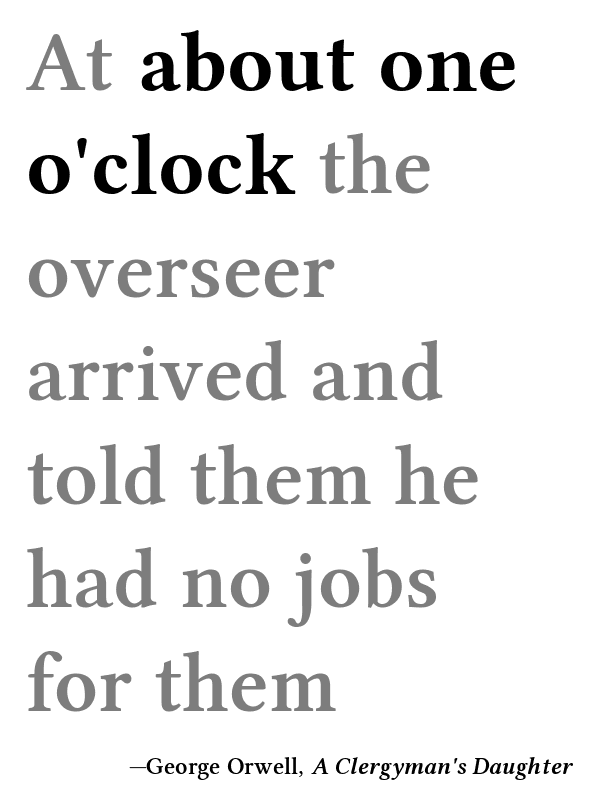 At about one
o'clock the
overseer
arrived and
told them he
had no jobs
for them
—George Orwell, A Clergyman's Daughter